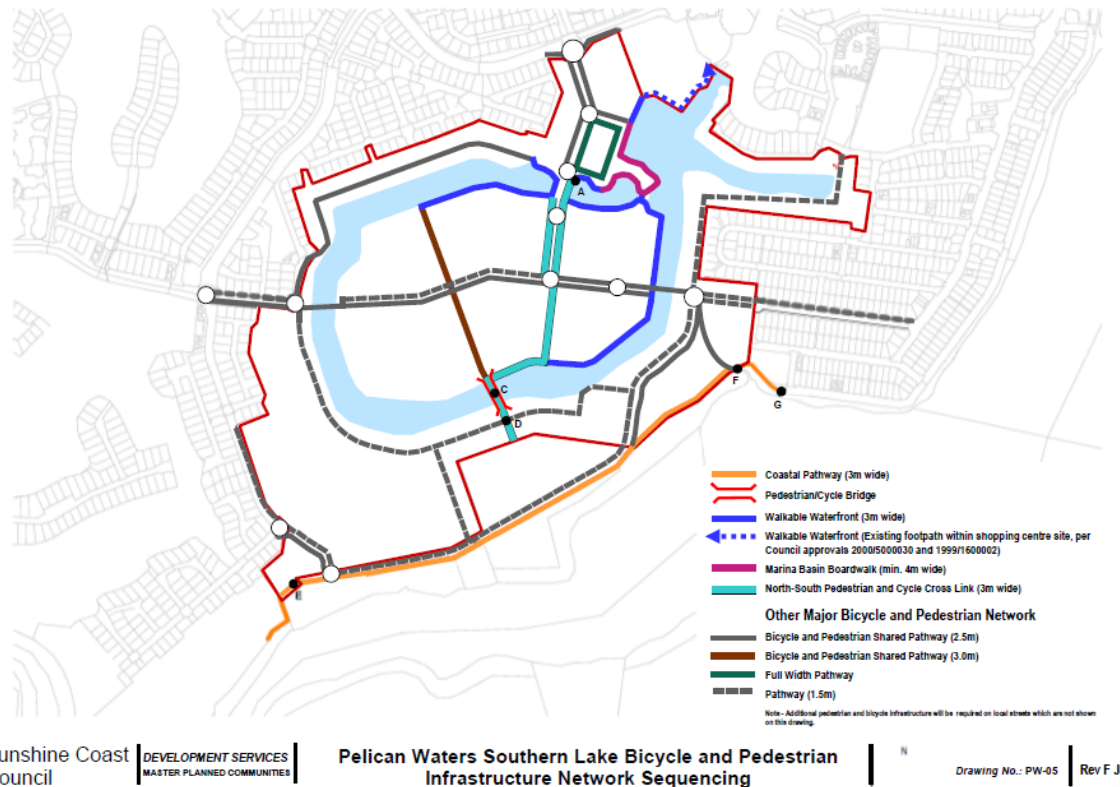 A
C
D
F
G
E
Coastal Pathway (3m wide)
Pedestrian/Cycle Bridge
Walkable Waterfront (3m wide)
Walkable Waterfront (Existing footpath within shopping centre site, per
Council approvals 2000/5000030 and 1999/1600002)
Marina Basin Boardwalk (min. 4m wide)
North-South Pedestrian and Cycle Cross Link (3m wide)
Other Major Bicycle and Pedestrian Network
Bicycle and Pedestrian Shared Pathway (2.5m)
Bicycle and Pedestrian Shared Pathway (3.0m)
Full Width Pathway
Pathway (1.5m)
Note - Additional pedestrian and bicycle infrastructure will be required on local streets which are not shown
on this drawing.
unshine Coast
ouncil
DEVELOPMENT SERVICES
MASTER PLANNED COMMUNITIES
Pelican Waters Southern Lake Bicycle and Pedestrian
Infrastructure Network Sequencing
N
Drawing No.: PW-05
Rev F J